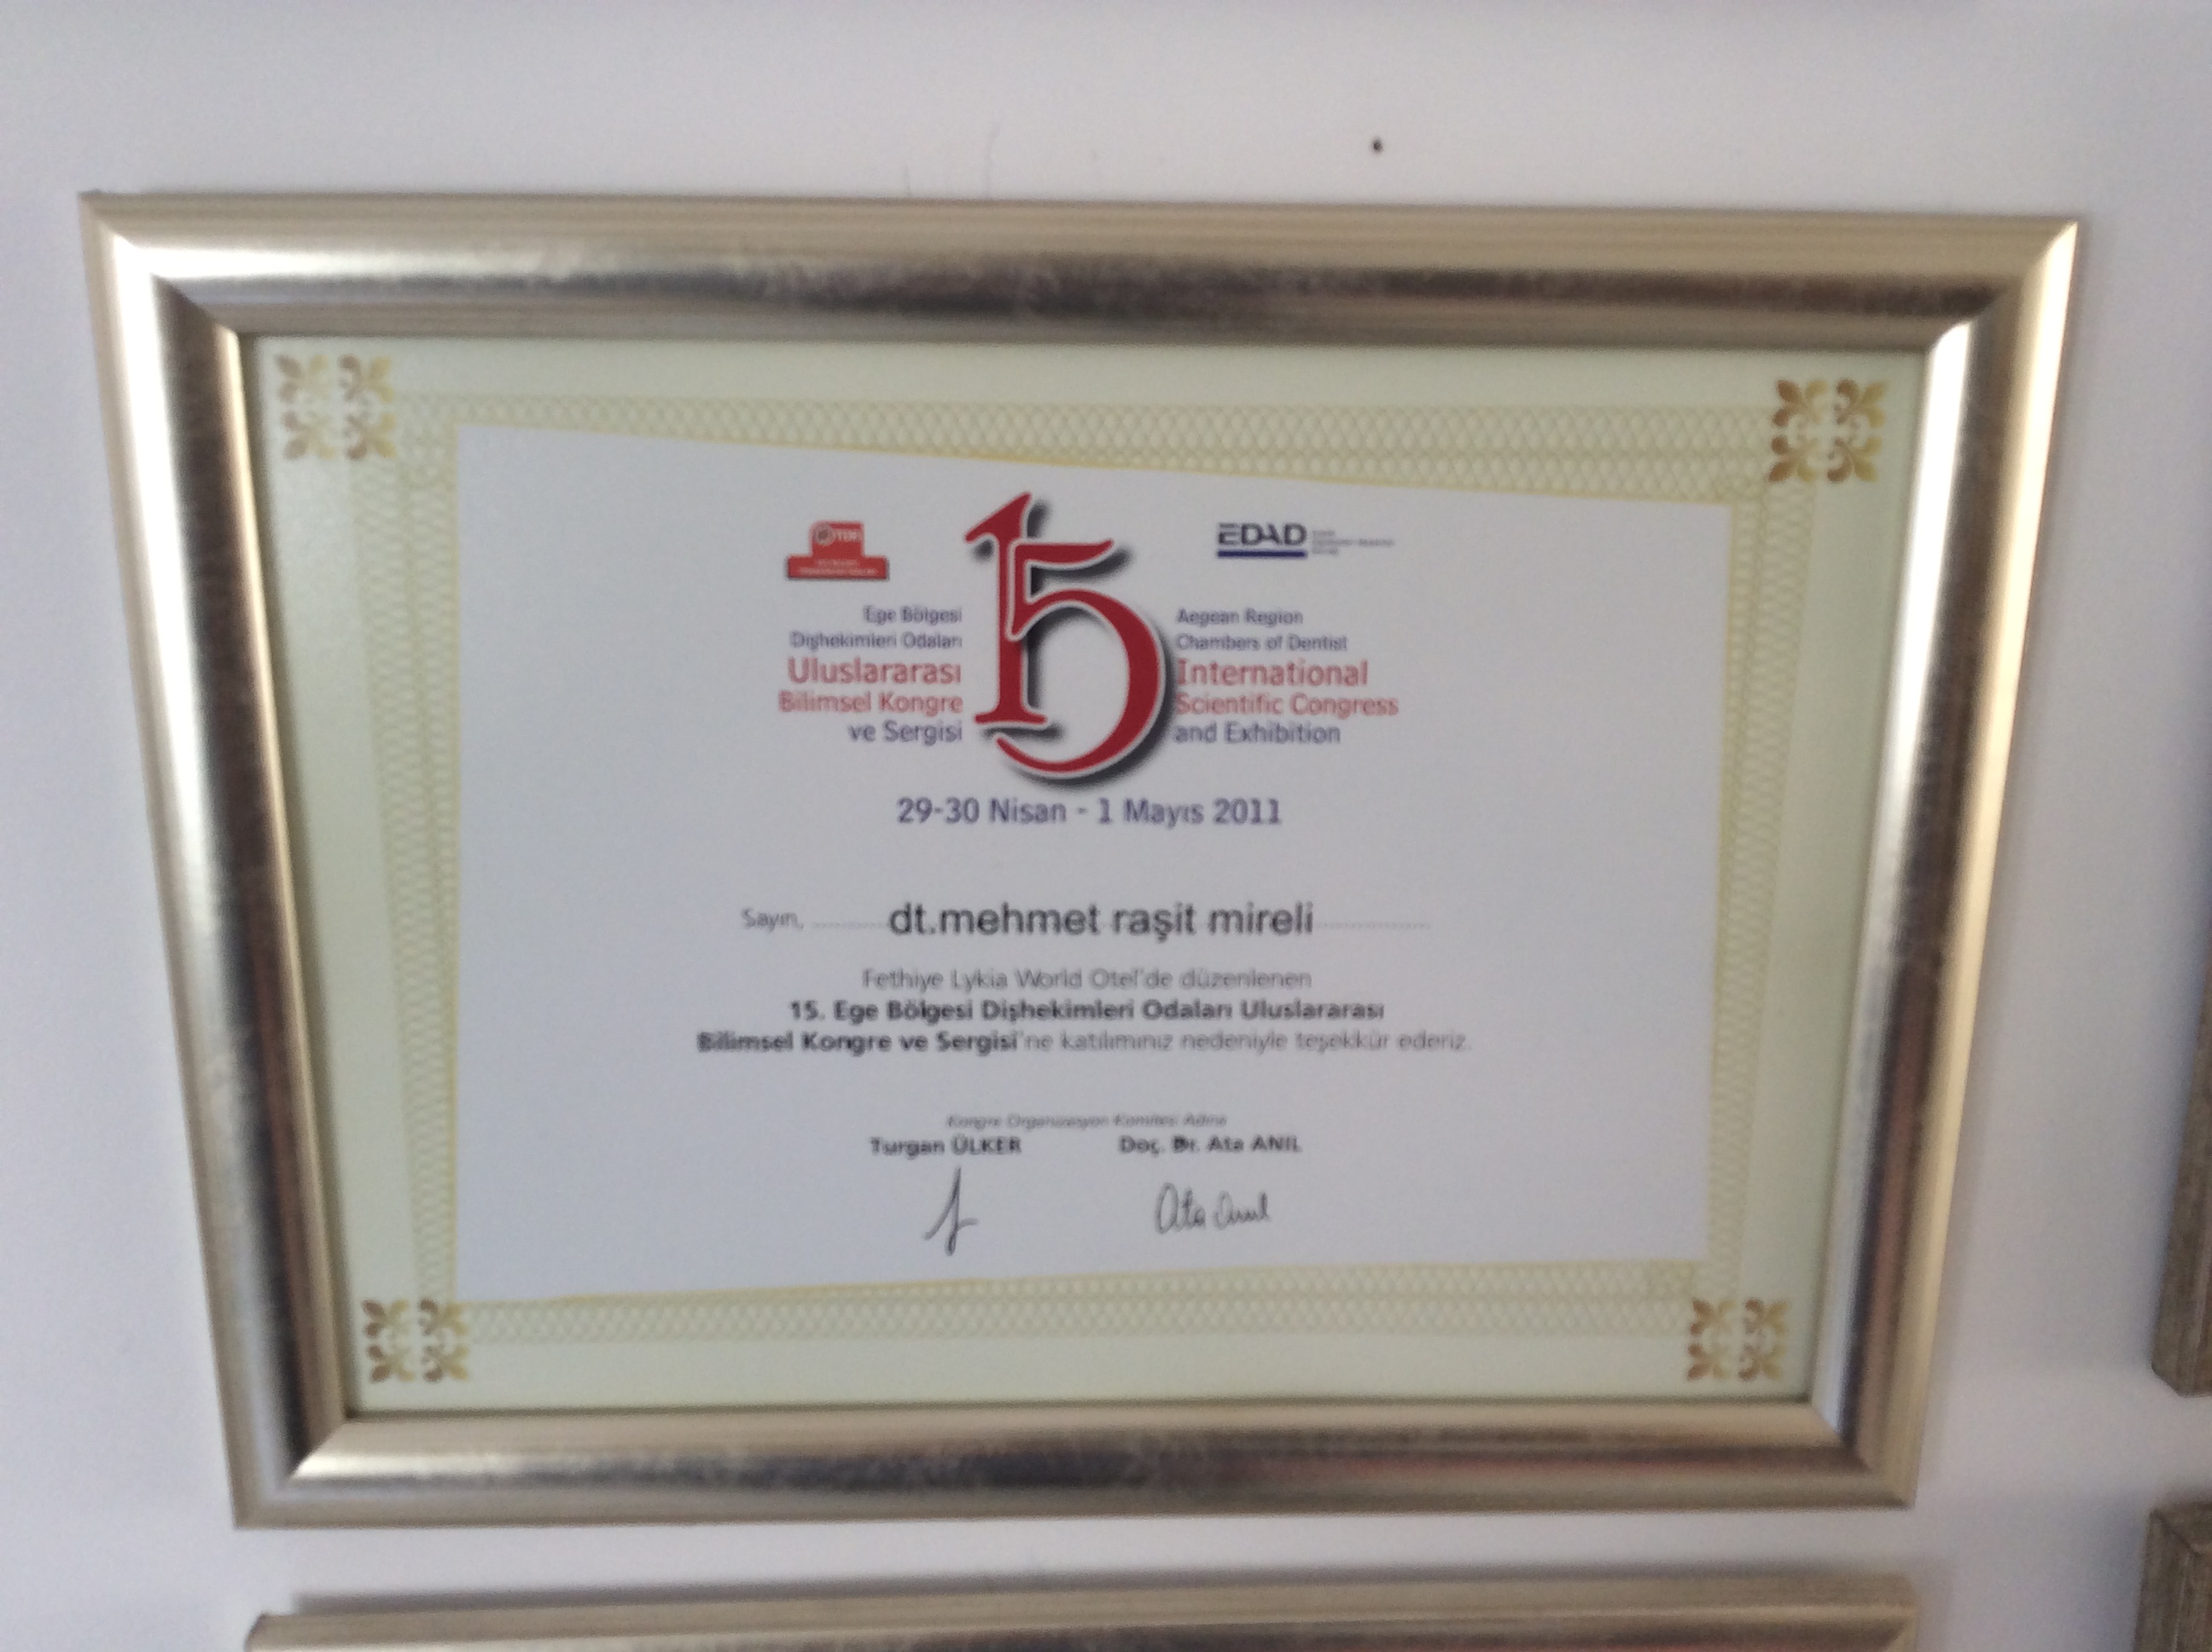 15
EDAD
Ege Bölgesi
Dişhekimleri Odaları
Uluslararası
Bilimsel Kongre
ve Sergisi
Aegean Region
Chambers of Dentist
International
Scientific Congress
and Exhibition
29-30 Nisan - 1 Mayıs 2011
Sayın, dt.mehmet raşit mireli
Fethiye Lykia World Otel'de düzenlenen
15. Ege Bölgesi Dişhekimleri Odaları Uluslararası
Bilimsel Kongre ve Sergisi'ne katılımınız nedeniyle teşekkür ederiz.
Kongre Organizasyon Komitesi Adına
Turgan ÜLKER Doç. Dr. Ata ANIL
Ata Anıl